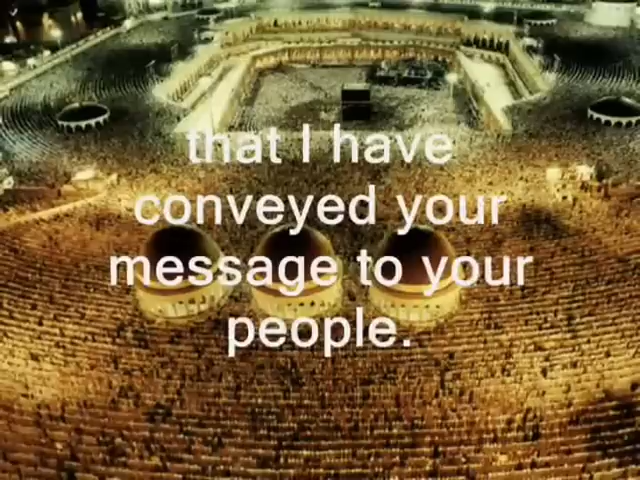 that I have
conveyed your
message to your
people.